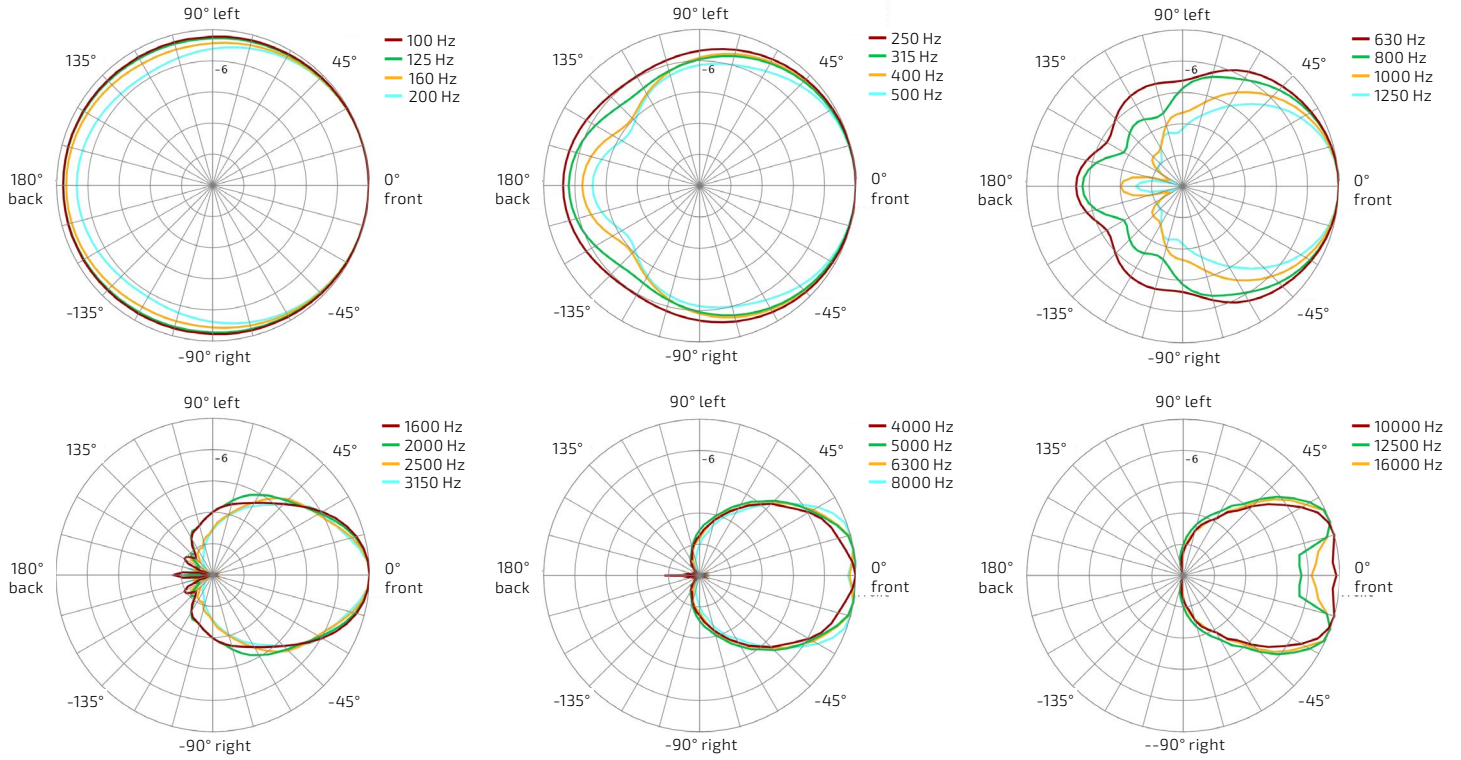 90° left
135°
45°
-6
100 Hz
125 Hz
160 Hz
200 Hz
180°
back
0°
front
-135°
-45°
-90° right
90° left
135°
45°
-6
250 Hz
315 Hz
400 Hz
500 Hz
180°
back
0°
front
-135°
-45°
-90° right
90° left
135°
45°
-6
630 Hz
800 Hz
1000 Hz
1250 Hz
180°
back
0°
front
-135°
-45°
-90° right
90° left
135°
45°
-6
1600 Hz
2000 Hz
2500 Hz
3150 Hz
180°
back
0°
front
-135°
-45°
-90° right
90° left
135°
45°
-6
4000 Hz
5000 Hz
6300 Hz
8000 Hz
180°
back
0°
front
-135°
-45°
-90° right
90° left
135°
45°
-6
10000 Hz
12500 Hz
16000 Hz
180°
back
0°
front
-135°
-45°
--90° right